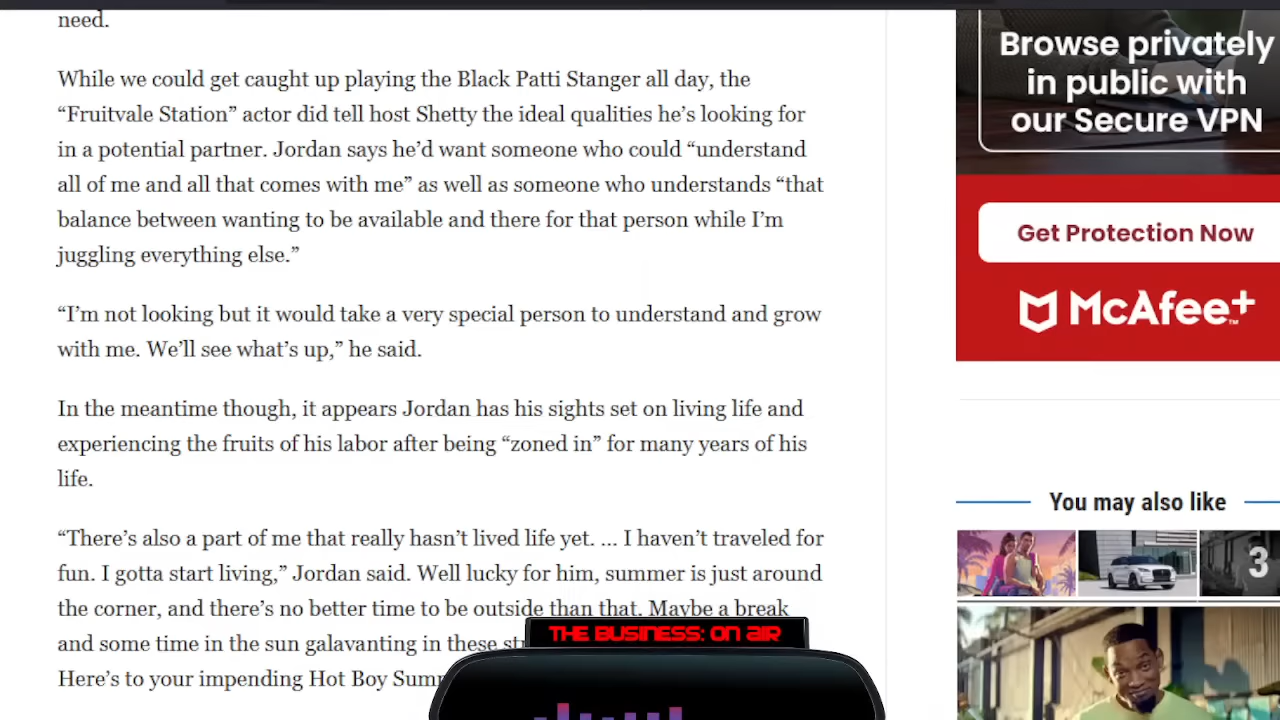 need.
While we could get caught up playing the Black Patti Stanger all day, the
“Fruitvale Station” actor did tell host Shetty the ideal qualities he’s looking for
in a potential partner. Jordan says he’d want someone who could “understand
all of me and all that comes with me” as well as someone who understands “that
balance between wanting to be available and there for that person while I’m
juggling everything else.”
“I’m not looking but it would take a very special person to understand and grow
with me. We’ll see what’s up,” he said.
In the meantime though, it appears Jordan has his sights set on living life and
experiencing the fruits of his labor after being “zoned in” for many years of his
life.
“There’s also a part of me that really hasn’t lived life yet. ... I haven’t traveled for
fun. I gotta start living,” Jordan said. Well lucky for him, summer is just around
the corner, and there’s no better time to be outside than that. Maybe a break
and some time in the sun galavanting in these
Here’s to your impending Hot Boy
THE BUSINESS: ON AIR
Browse privately
in public with
our Secure VPN
Get Protection Now
McAfee+™
You may also like
3